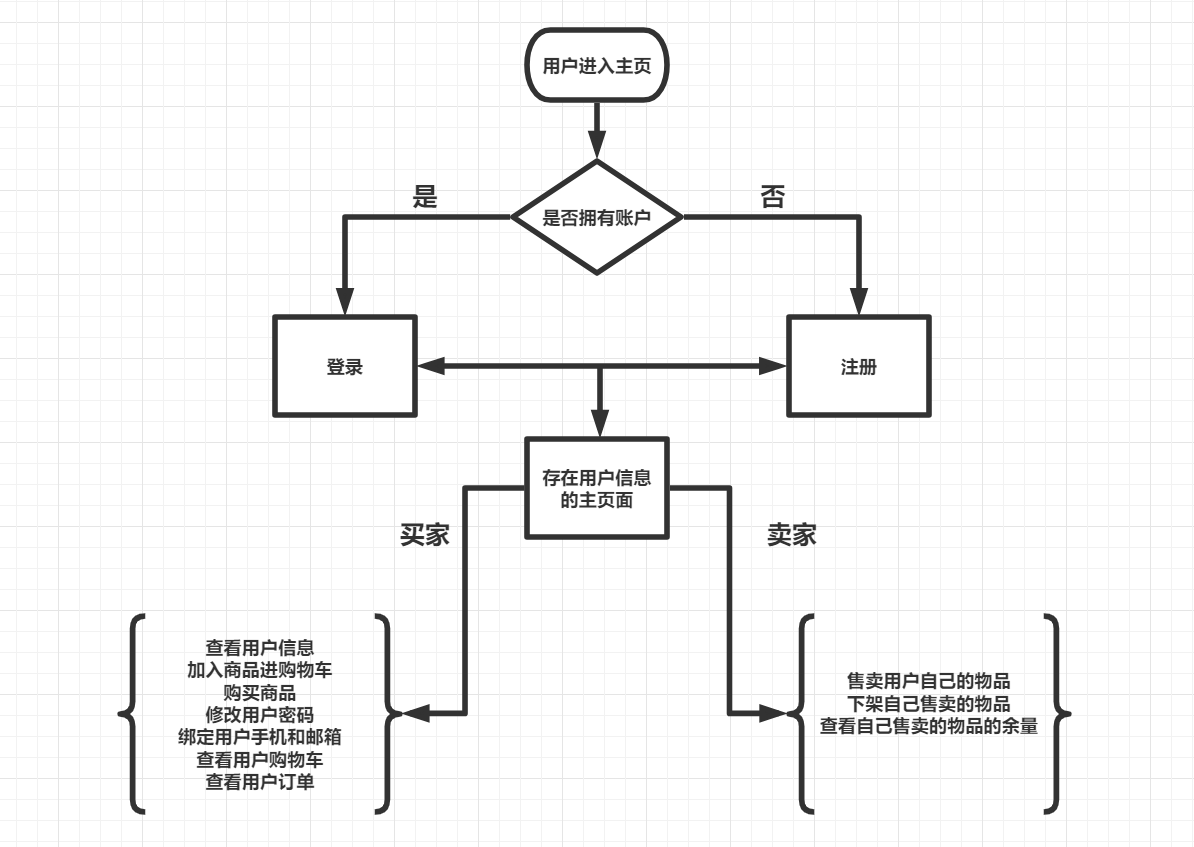 用户进入主页
是否拥有账户
是
否
登录
注册
存在用户信息
的主页面
买家
卖家
查看用户信息
加入商品进购物车
购买商品
修改用户密码
绑定用户手机和邮箱
查看用户购物车
查看用户订单
售卖用户自己的物品
下架自己售卖的物品
查看自己售卖的物品的余量